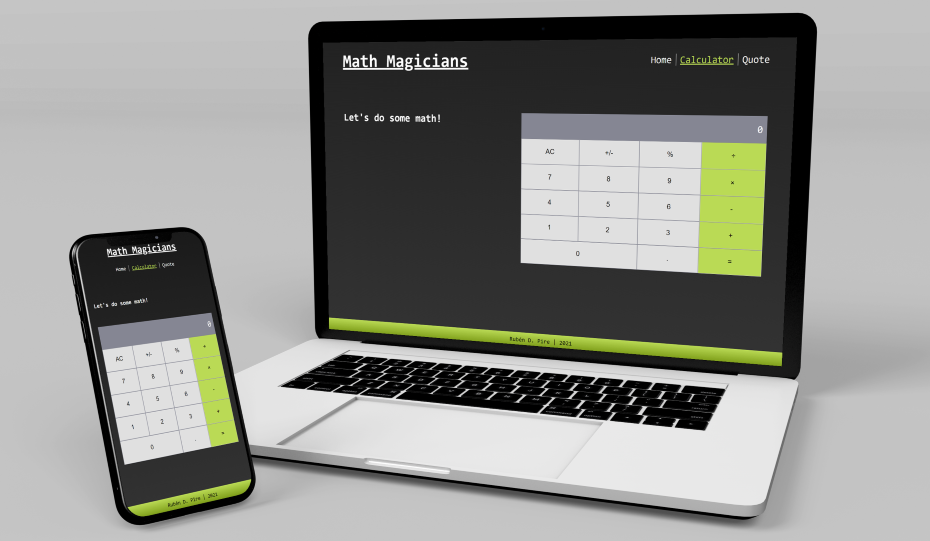 Math Magicians
Home | Calculator | Quote
Let's do some math!
0
AC +/- % ÷
7 8 9 ×
4 5 6 -
1 2 3 +
0 . =
Rubén D. Pire | 2021
Math Magicians
Home | Calculator | Quote
Let's do some math!
0
AC +/- % ÷
7 8 9 ×
4 5 6 -
1 2 3 +
0 . =
Rubén D. Pire | 2021